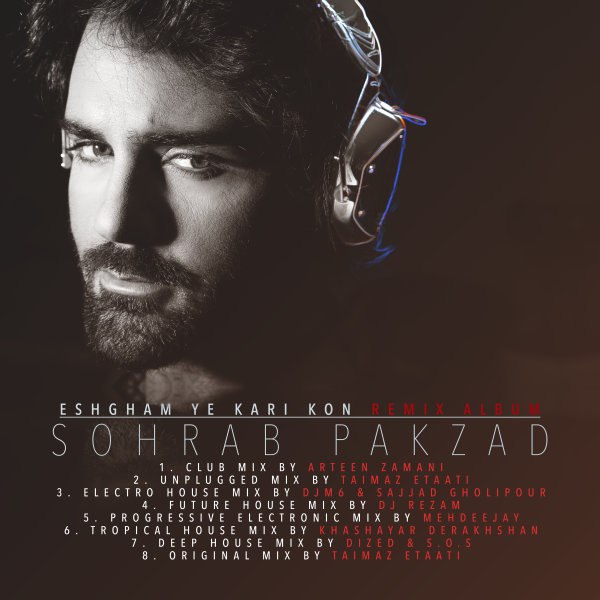 ESHGHAM YE KARI KON REMIX ALBUM
SOHRAB PAKZAD
1. CLUB MIX BY ARTEEN ZAMANI
2. UNPLUGGED MIX BY TAIMAZ ETAATI
3. ELECTRO HOUSE MIX BY DJM6 & SAJJAD GHOLIPOUR
4. FUTURE HOUSE MIX BY DJ REZAM
5. PROGRESSIVE ELECTRONIC MIX BY MEHDEEJAY
6. TROPICAL HOUSE MIX BY KHASHAYAR DERAKHSHAN
7. DEEP HOUSE MIX BY DIZED & S.O.S
8. ORIGINAL MIX BY TAIMAZ ETAATI